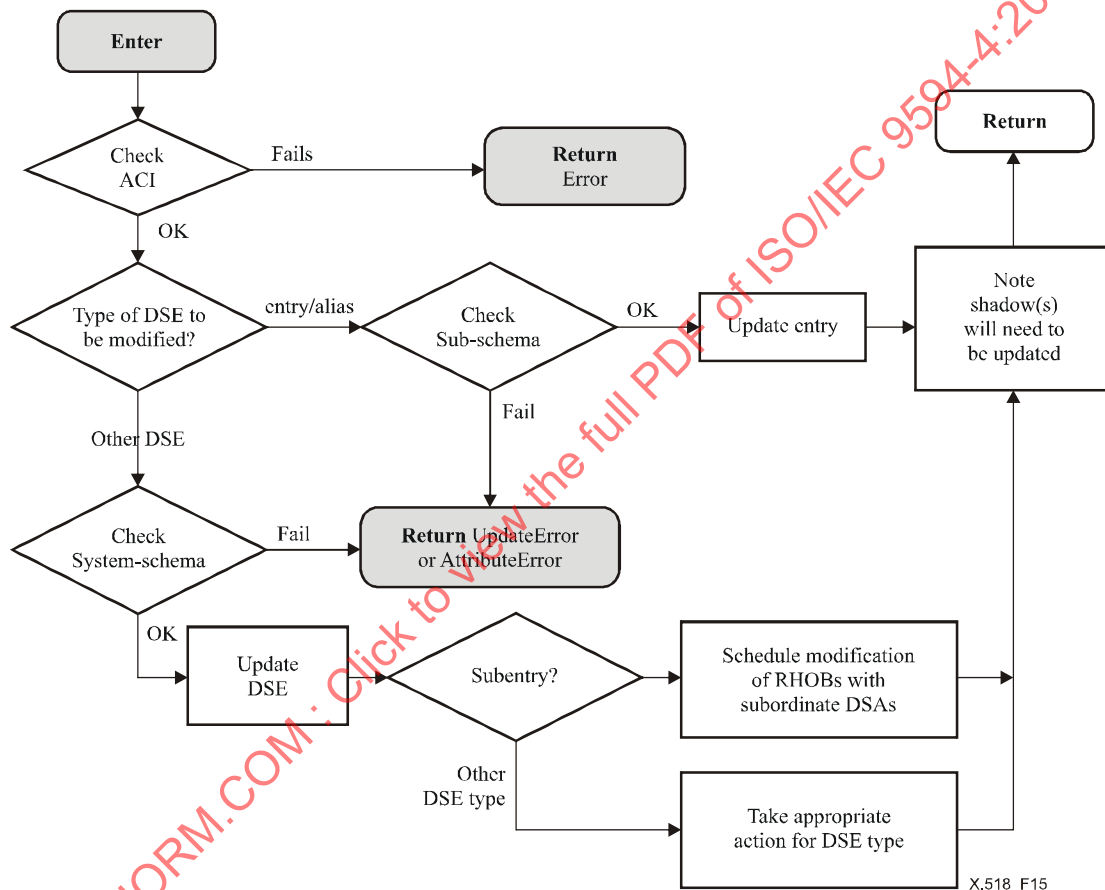 Enter
Return
Check
ACI
Fails
Return
Error
OK
Type of DSE to
be modified?
entry/alias
Check
Sub-schema
OK
Update entry
Note
shadow(s)
will need to
be updated
Fail
Other DSE
Check
System-schema
Fail
Return UpdateError
or AttributeError
OK
Update
DSE
Subentry?
Schedule modification
of RHOBs with
subordinate DSAs
Other
DSE type
Take appropriate
action for DSE type
X.518_F15
ORM.COM : Click to view the full PDF of ISO/IEC 9594-4:20